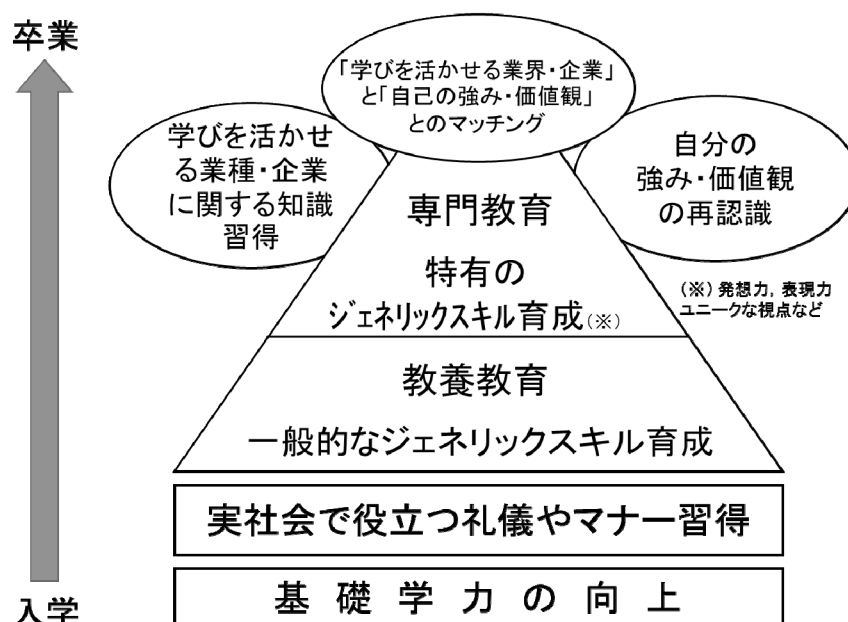 卒業
「学びを活かせる業界・企業」
と「自己の強み・価値観」
とのマッチング
学びを活かせ
る業種・企業
に関する知識
習得
自分の
強み・価値観
の再認識
専門教育
特有の
ジェネリックスキル育成(※)
(※)発想力，表現力
ユニークな視点など
教養教育
一般的なジェネリックスキル育成
実社会で役立つ礼儀やマナー習得
基礎学力の向上
入学